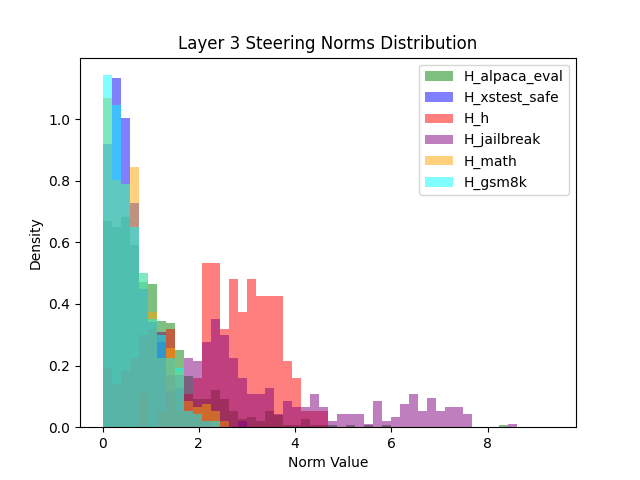 Layer 3 Steering Norms Distribution
H_alpaca_eval
H_xstest_safe
H_h
H_jailbreak
H_math
H_gsm8k
Density
1.0
0.8
0.6
0.4
0.2
0.0
0 2 4 6 8
Norm Value